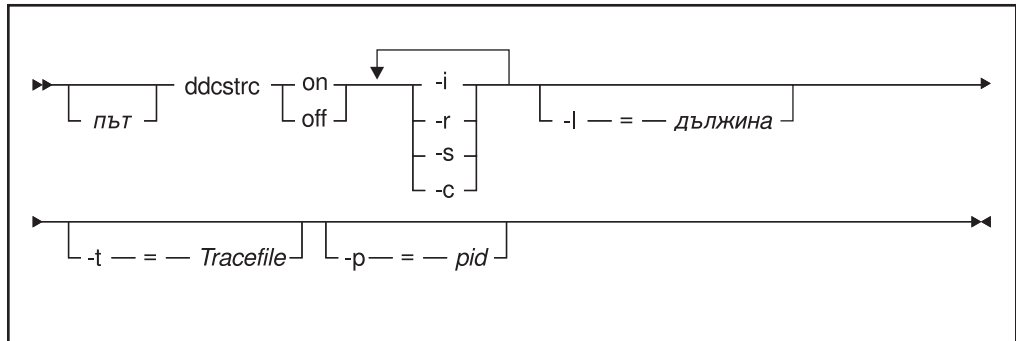 път ddcstrc on off -i -r -s -c -l — = — дължина
-t — = — Tracefile -p — = — pid